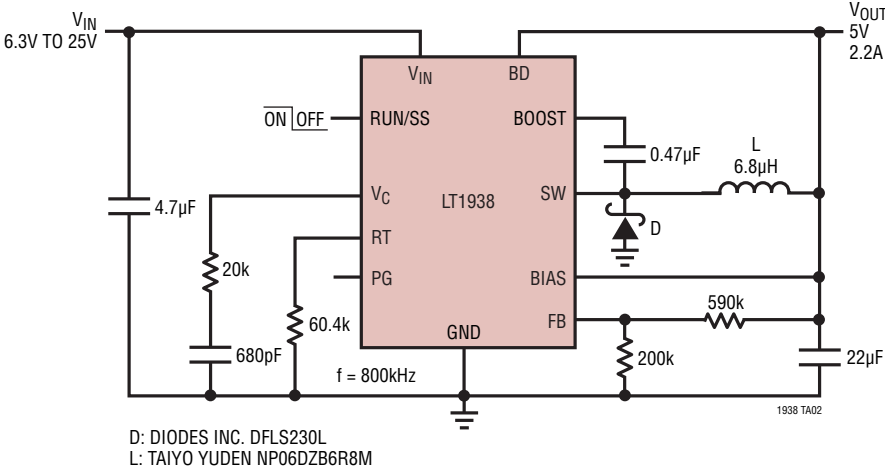 VIN
6.3V TO 25V
VOUT
5V
2.2A
VIN
BD
ON OFF
RUN/SS
BOOST
0.47µF
L
6.8µH
4.7µF
VC
LT1938
SW
D
RT
20k
PG
BIAS
590k
60.4k
FB
GND
680pF
200k
22µF
f = 800kHz
1938 TA02
D: DIODES INC. DFLS230L
L: TAIYO YUDEN NP06DZB6R8M